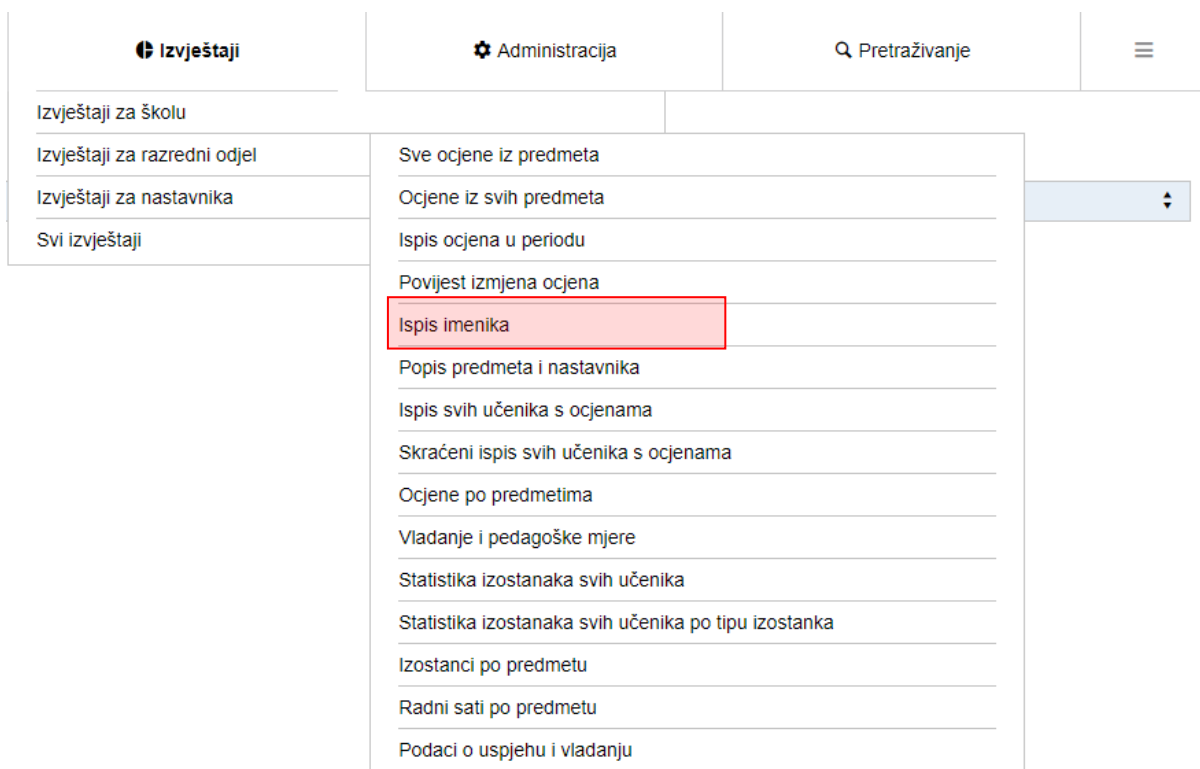 Izvještaji
Administracija
Pretraživanje
Izvještaji za školu
Izvještaji za razredni odjel
Izvještaji za nastavnika
Svi izvještaji
Sve ocjene iz predmeta
Ocjene iz svih predmeta
Ispis ocjena u periodu
Povijest izmjena ocjena
Ispis imenika
Popis predmeta i nastavnika
Ispis svih učenika s ocjenama
Skraćeni ispis svih učenika s ocjenama
Ocjene po predmetima
Vladanje i pedagoške mjere
Statistika izostanaka svih učenika
Statistika izostanaka svih učenika po tipu izostanka
Izostanci po predmetu
Radni sati po predmetu
Podaci o uspjehu i vladanju